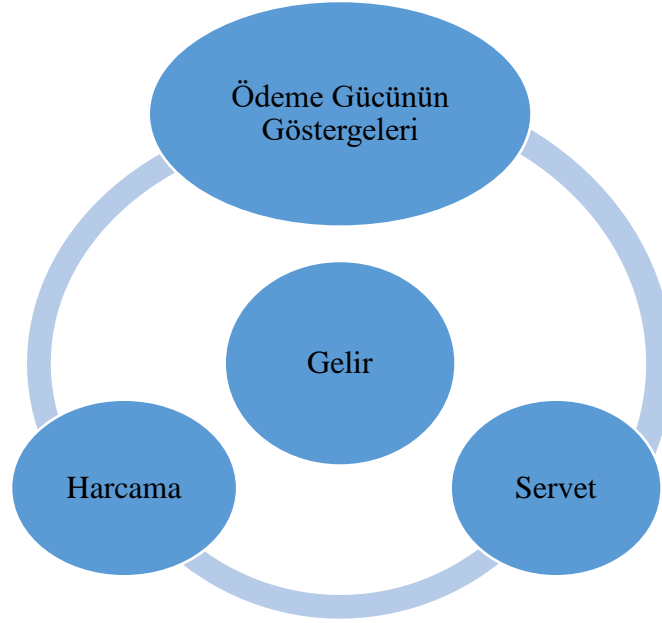 Ödeme Gücünün
Göstergeleri
Gelir
Harcama
Servet